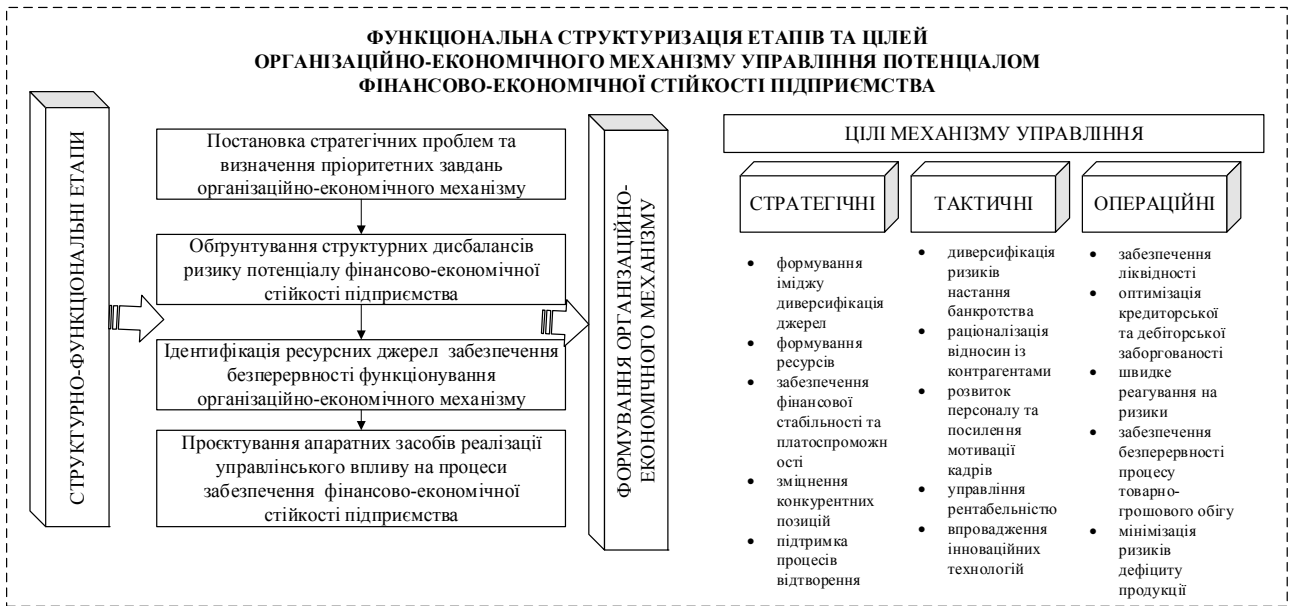 ФУНКЦІОНАЛЬНА СТРУКТУРИЗАЦІЯ ЕТАПІВ ТА ЦІЛЕЙ
ОРГАНІЗАЦІЙНО-ЕКОНОМІЧНОГО МЕХАНІЗМУ УПРАВЛІННЯ ПОТЕНЦІАЛОМ
ФІНАНСОВО-ЕКОНОМІЧНОЇ СТІЙКОСТІ ПІДПРИЄМСТВА
СТРУКТУРНО-ФУНКЦІОНАЛЬНІ ЕТАПИ
Постановка стратегічних проблем та
визначення пріоритетних завдань
організаційно-економічного механізму
Обґрунтування структурних дисбалансів
ризику потенціалу фінансово-економічної
стійкості підприємства
Ідентифікація ресурсних джерел забезпечення
безперервності функціонування
організаційно-економічного механізму
Проєктування апаратних засобів реалізації
управлінського впливу на процеси
забезпечення фінансово-економічної
стійкості підприємства
ФОРМУВАННЯ ОРГАНІЗАЦІЙНО-
ЕКОНОМІЧНОГО МЕХАНІЗМУ
ЦІЛІ МЕХАНІЗМУ УПРАВЛІННЯ
СТРАТЕГІЧНІ
• формування
іміджу
диверсифікація
джерел
• формування
ресурсів
• забезпечення
фінансової
стабільності та
платоспроможн
ості
• зміцнення
конкурентних
позицій
• підтримка
процесів
відтворення
ТАКТИЧНІ
• диверсифікація
ризиків
настання
банкротства
• раціоналізація
відносин із
контрагентами
• розвиток
персоналу та
посилення
мотивації
кадрів
• управління
рентабельністю
• впровадження
інноваційних
технологій
ОПЕРАЦІЙНІ
• забезпечення
ліквідності
• оптимізація
кредиторської
та дебіторської
заборгованості
• швидке
реагування на
ризики
• забезпечення
безперервності
процесу
товарно-
грошового обігу
• мінімізація
ризиків
дефіциту
продукції